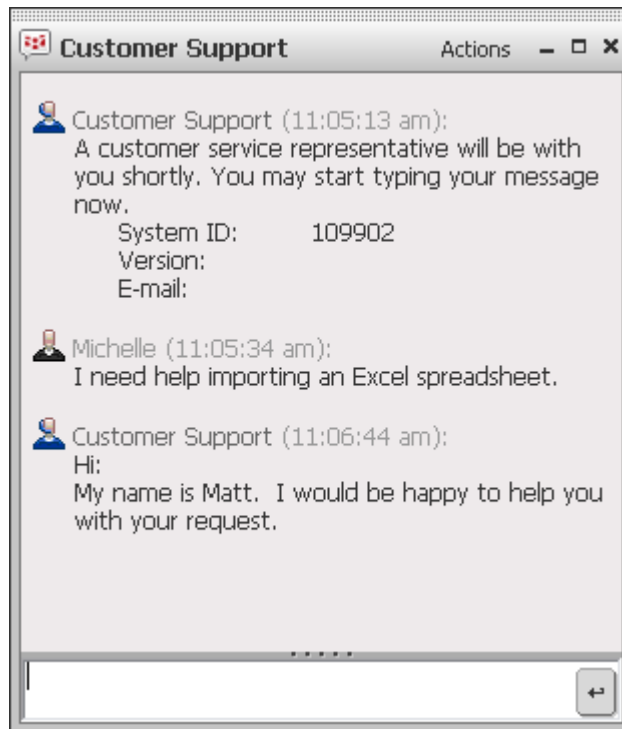 Customer Support Actions
Customer Support (11:05:13 am):
A customer service representative will be with
you shortly. You may start typing your message
now.
System ID: 109902
Version:
E-mail:
Michelle (11:05:34 am):
I need help importing an Excel spreadsheet.
Customer Support (11:06:44 am):
Hi:
My name is Matt. I would be happy to help you
with your request.